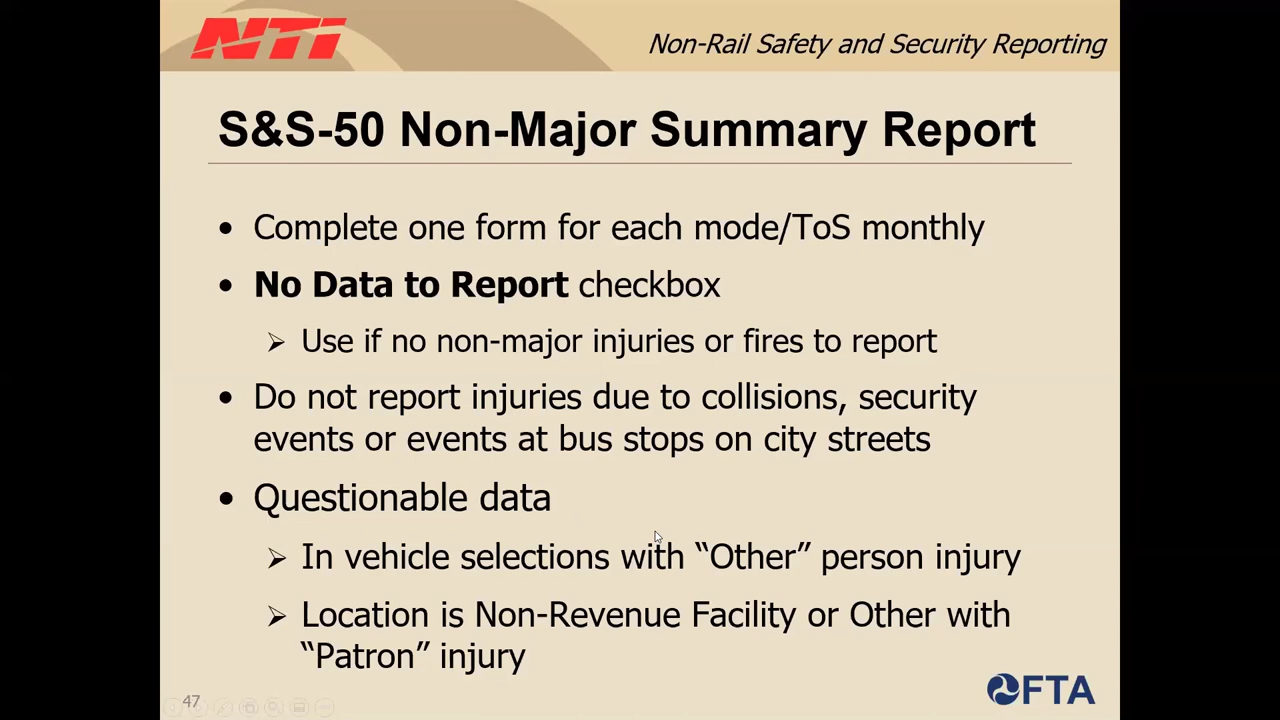 NTI
Non-Rail Safety and Security Reporting
S&S-50 Non-Major Summary Report
• Complete one form for each mode/ToS monthly
• No Data to Report checkbox
➢ Use if no non-major injuries or fires to report
• Do not report injuries due to collisions, security
events or events at bus stops on city streets
• Questionable data
➢ In vehicle selections with “Other” person injury
➢ Location is Non-Revenue Facility or Other with
“Patron” injury
47
FTA